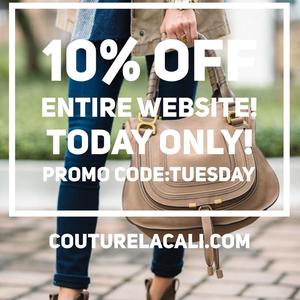 10% OFF
ENTIRE WEBSITE!
TODAY ONLY!
PROMO CODE:TUESDAY
COUTURELACALI.COM